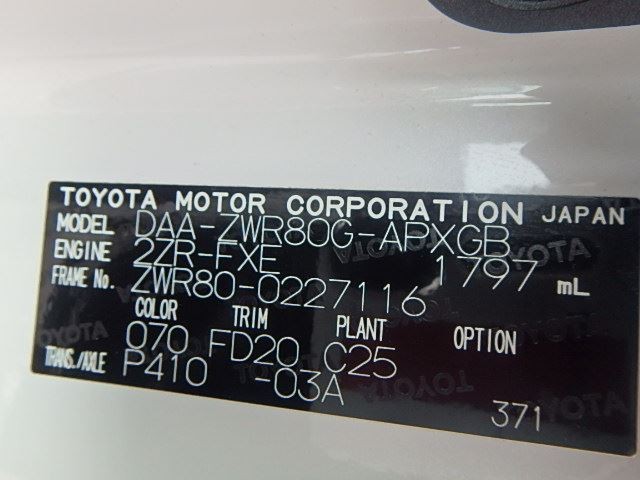 TOYOTA MOTOR CORPORATION JAPAN
MODEL DAA-ZWR80G-APXGB
ENGINE 2ZR-FXE 1797 mL
FRAME No. ZWR80-0227116
COLOR TRIM PLANT OPTION
070 FD20 C25
TRANS./AXLE P410 -03A
371